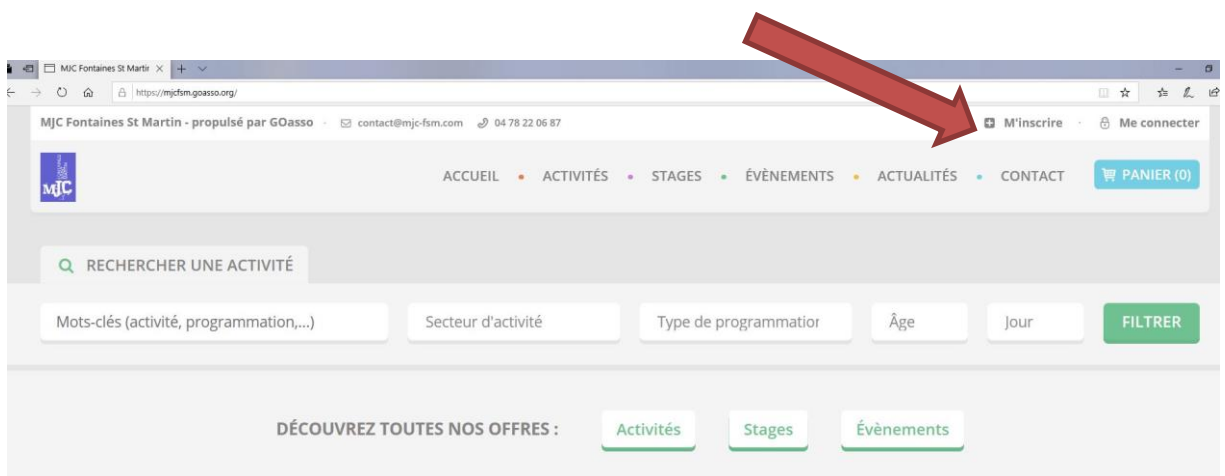 MJC Fontaines St Martin
https://mjcfsm.goasso.org/
MJC Fontaines St Martin - propulsé par GOasso · contact@mjc-fsm.com 04 78 22 06 87 M'inscrire · Me connecter
MJC ACCUEIL • ACTIVITÉS • STAGES • ÉVÈNEMENTS • ACTUALITÉS • CONTACT PANIER (0)
RECHERCHER UNE ACTIVITÉ
Mots-clés (activité, programmation,...) Secteur d'activité Type de programmation Âge Jour FILTRER
DÉCOUVREZ TOUTES NOS OFFRES : Activités Stages Évènements